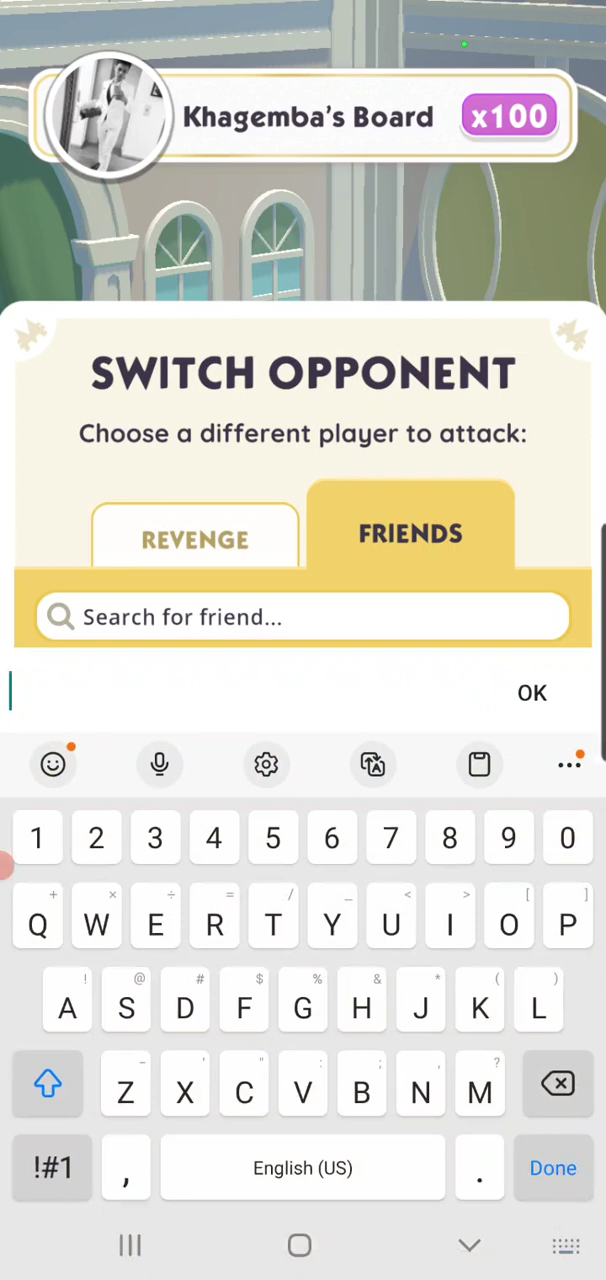 Khagemba's Board x100
SWITCH OPPONENT
Choose a different player to attack:
REVENGE FRIENDS
Search for friend...
OK
1 2 3 4 5 6 7 8 9 0
+ × ÷ = / _ < > [ ]
Q W E R T Y U I O P
! @ # $ % & * ( )
A S D F G H J K L
- ' " : ; , ?
Z X C V B N M
!#1 , English (US) . Done